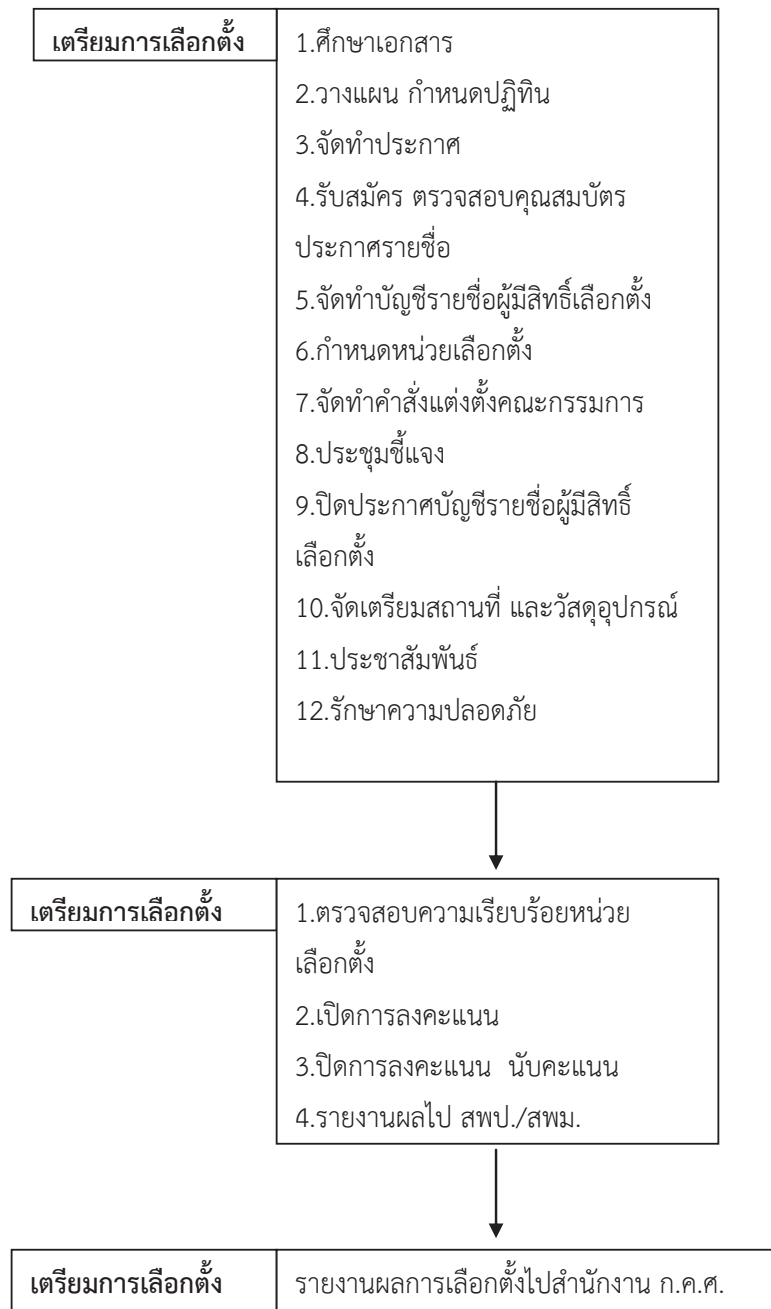 เตรียมการเลือกตั้ง
1.ศึกษาเอกสาร
2.วางแผน กำหนดปฏิทิน
3.จัดทำประกาศ
4.รับสมัคร ตรวจสอบคุณสมบัตร
ประกาศรายชื่อ
5.จัดทำบัญชีรายชื่อผู้มีสิทธิ์เลือกตั้ง
6.กำหนดหน่วยเลือกตั้ง
7.จัดทำคำสั่งแต่งตั้งคณะกรรมการ
8.ประชุมชี้แจง
9.ปิดประกาศบัญชีรายชื่อผู้มีสิทธิ์
เลือกตั้ง
10.จัดเตรียมสถานที่ และวัสดุอุปกรณ์
11.ประชาสัมพันธ์
12.รักษาความปลอดภัย
เตรียมการเลือกตั้ง
1.ตรวจสอบความเรียบร้อยหน่วย
เลือกตั้ง
2.เปิดการลงคะแนน
3.ปิดการลงคะแนน นับคะแนน
4.รายงานผลไป สพป./สพม.
เตรียมการเลือกตั้ง
รายงานผลการเลือกตั้งไปสำนักงาน ก.ค.ศ.